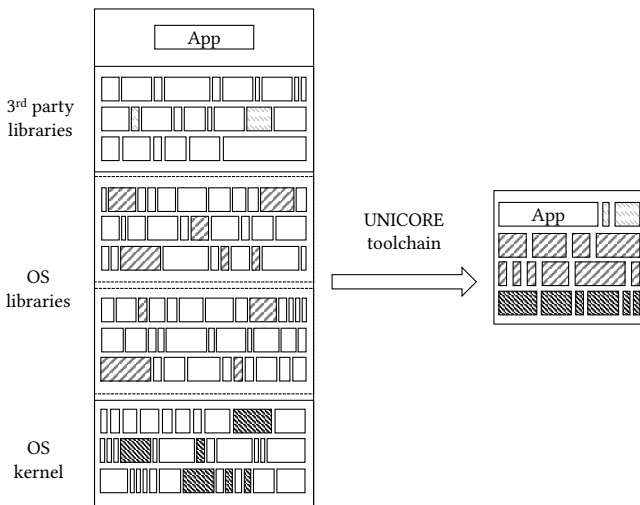 App
3rd party
libraries
OS
libraries
OS
kernel
UNICORE
toolchain
App